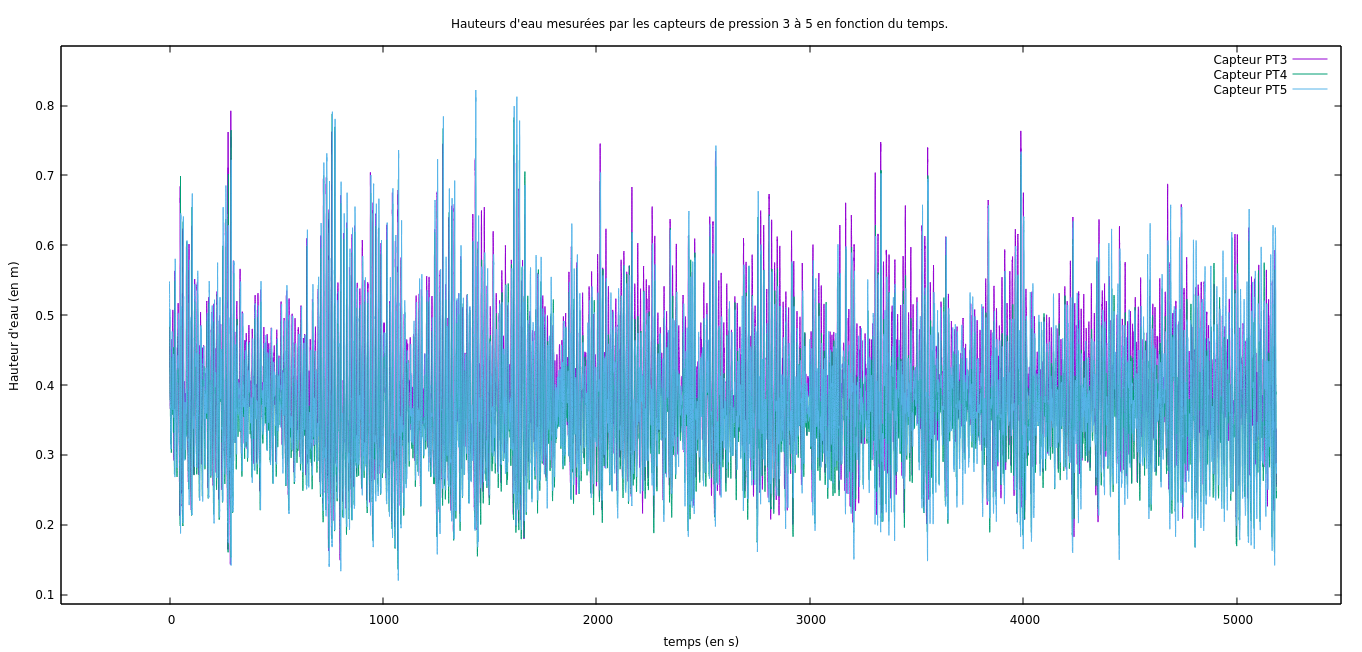 Hauteurs d'eau mesurées par les capteurs de pression 3 à 5 en fonction du temps.
Capteur PT3
Capteur PT4
Capteur PT5
Hauteur d'eau (en m)
0.8
0.7
0.6
0.5
0.4
0.3
0.2
0.1
0 1000 2000 3000 4000 5000
temps (en s)